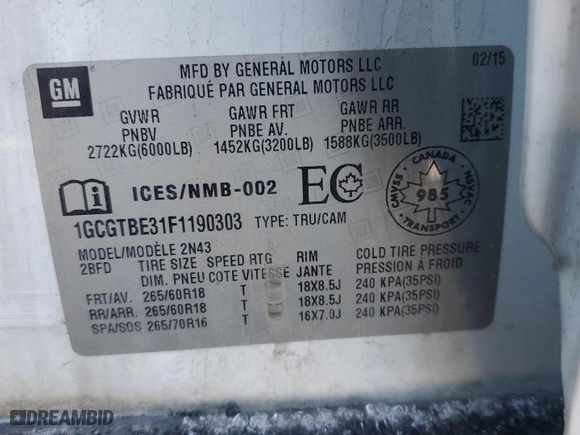 GM
MFD BY GENERAL MOTORS LLC
FABRIQUÉ PAR GENERAL MOTORS LLC
02/15
GVWR GAWR FRT GAWR RR
PNBV PNBE AV. PNBE ARR.
2722KG(6000LB) 1452KG(3200LB) 1588KG(3500LB)
i ICES/NMB-002 EC
CANADA
CMVSS 985 NSVAC
1GCGTBE31F1190303 TYPE: TRU/CAM
MODEL/MODÈLE 2N43
2BFD TIRE SIZE SPEED RTG RIM COLD TIRE PRESSURE
DIM. PNEU COTE VITESSE JANTE PRESSION À FROID
FRT/AV. 265/60R18 T 18X8.5J 240 KPA(35PSI)
RR/ARR. 265/60R18 T 18X8.5J 240 KPA(35PSI)
SPA/SOS 265/70R16 T 16X7.0J 240 KPA(35PSI)
DREAMBID